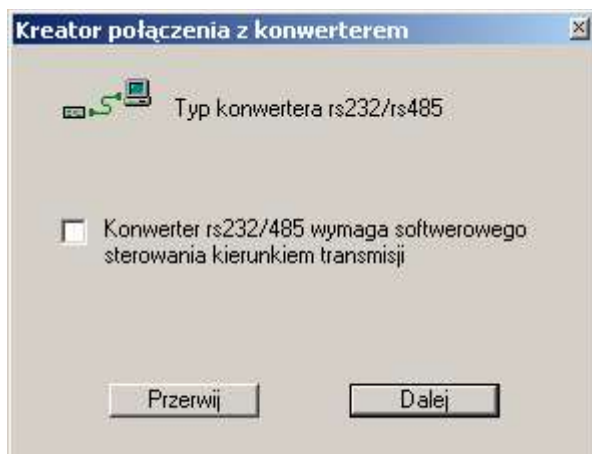 Kreator połączenia z konwerterem
Typ konwertera rs232/rs485
Konwerter rs232/485 wymaga softwerowego
sterowania kierunkiem transmisji
Przerwij
Dalej